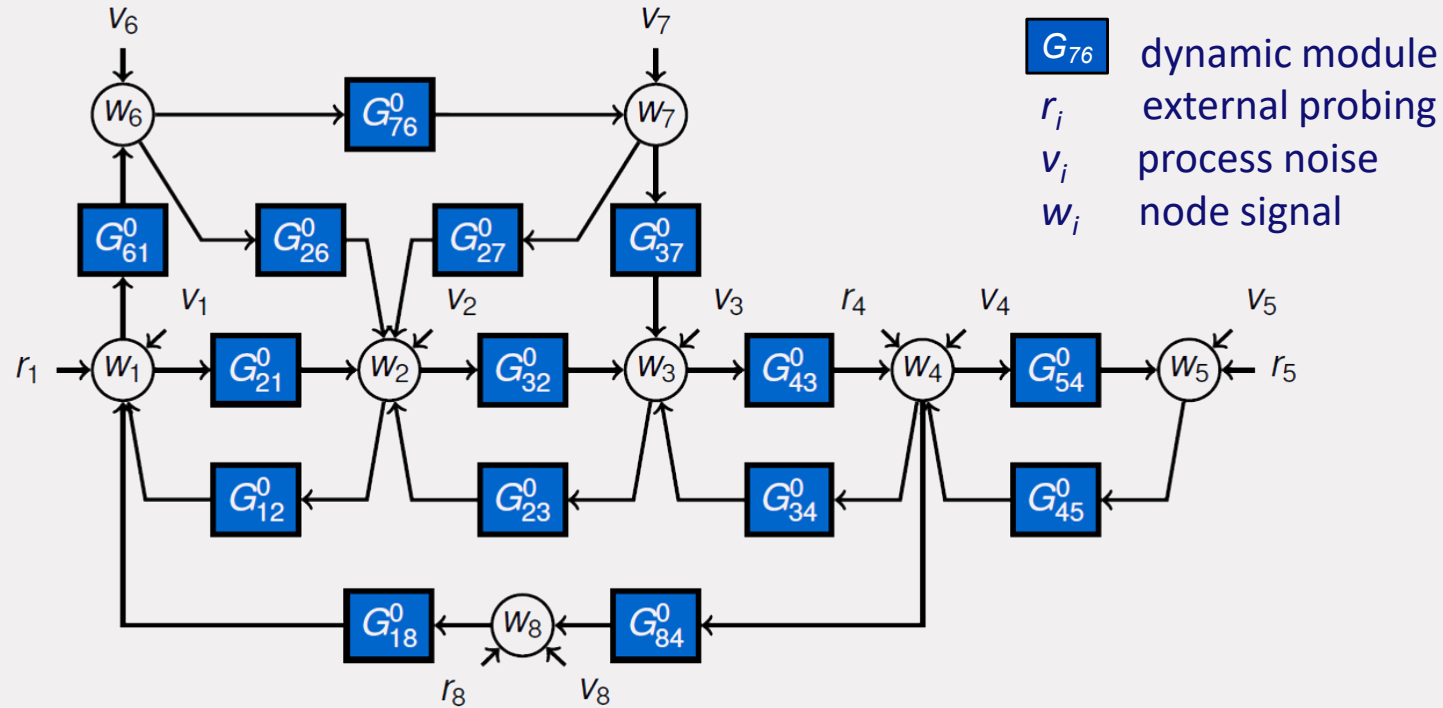 v₆ v₇
G₇₆ dynamic module
w₆ G⁰₇₆ w₇
rᵢ external probing
vᵢ process noise
wᵢ node signal
G⁰₆₁ G⁰₂₆ G⁰₂₇ G⁰₃₇
v₁ v₂ v₃ r₄ v₄ v₅
r₁ w₁ G⁰₂₁ w₂ G⁰₃₂ w₃ G⁰₄₃ w₄ G⁰₅₄ w₅ r₅
G⁰₁₂ G⁰₂₃ G⁰₃₄ G⁰₄₅
G⁰₁₈ w₈ G⁰₈₄
r₈ v₈